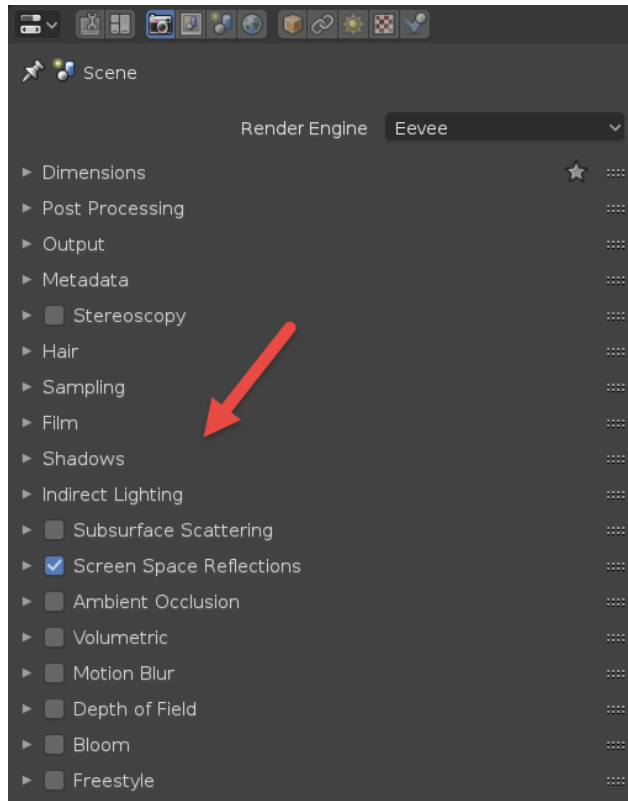 Scene
Render Engine Eevee
Dimensions
Post Processing
Output
Metadata
Stereoscopy
Hair
Sampling
Film
Shadows
Indirect Lighting
Subsurface Scattering
Screen Space Reflections
Ambient Occlusion
Volumetric
Motion Blur
Depth of Field
Bloom
Freestyle